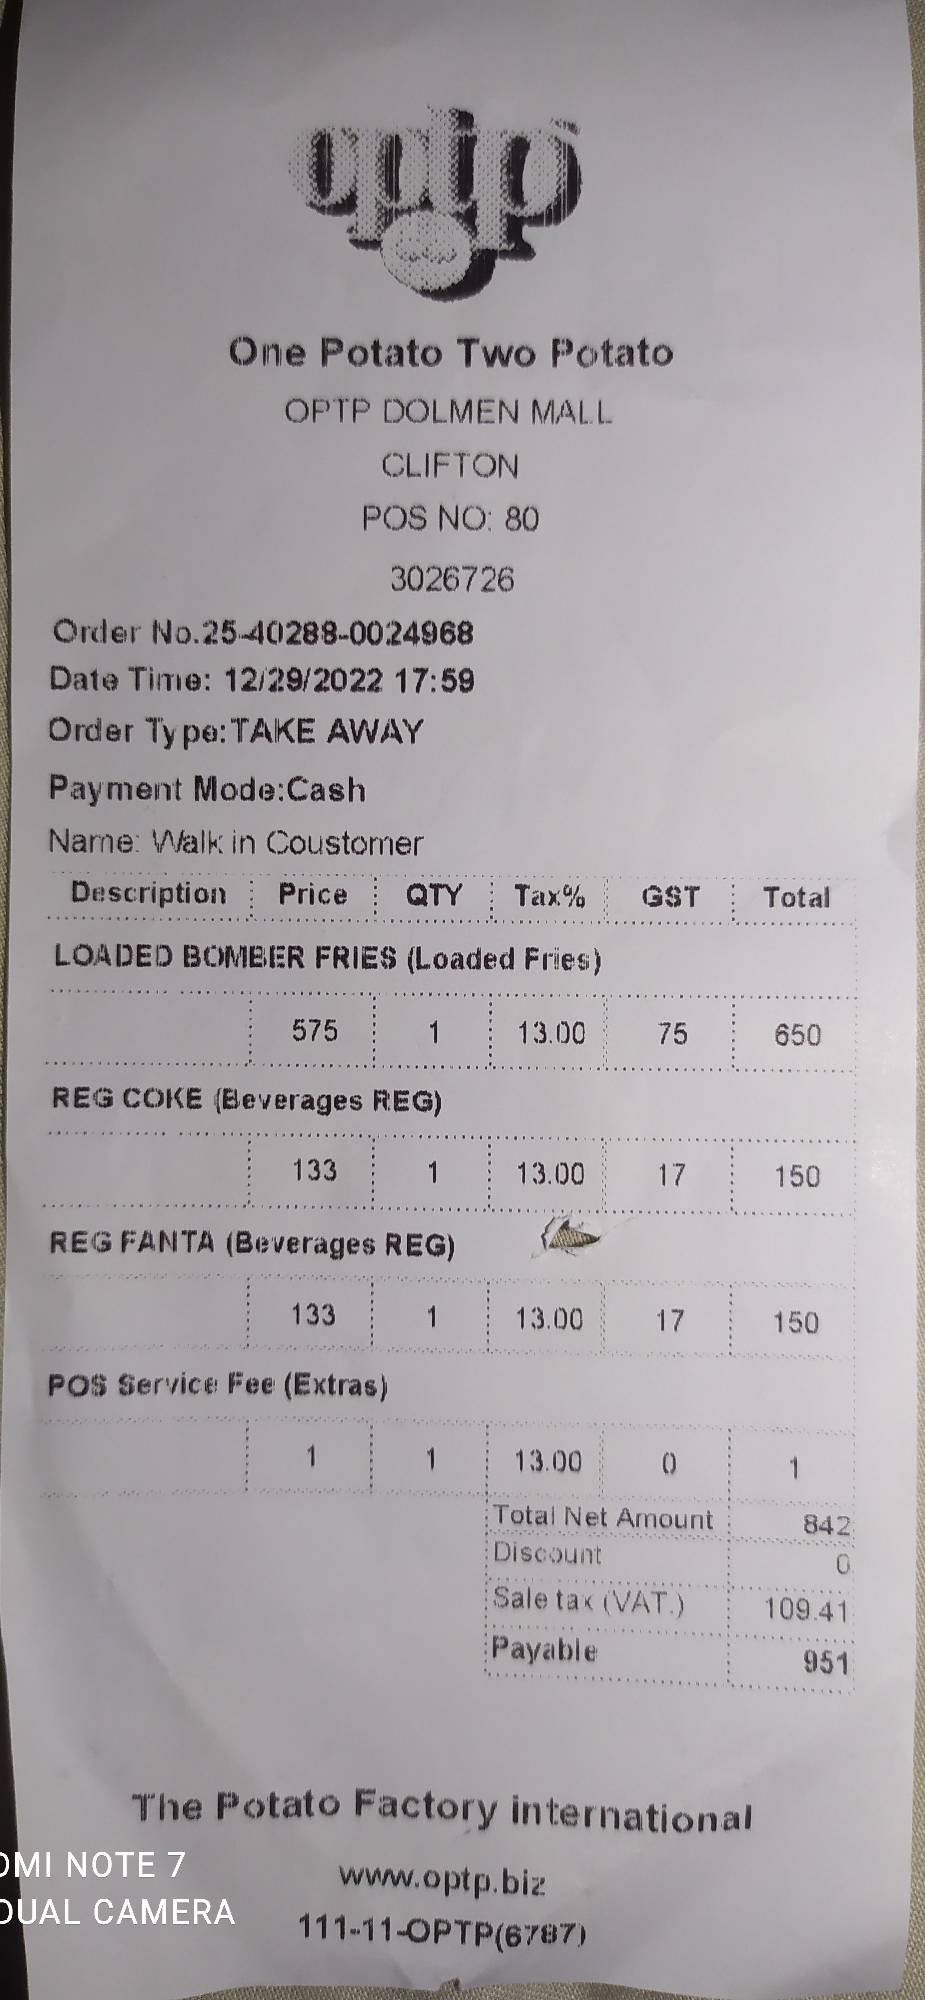 optp
One Potato Two Potato
OPTP DOLMEN MALL
CLIFTON
POS NO: 80
3026726
Order No.25-40288-0024968
Date Time: 12/29/2022 17:59
Order Type:TAKE AWAY
Payment Mode:Cash
Name: Walk in Coustomer
Description Price QTY Tax% GST Total
LOADED BOMBER FRIES (Loaded Fries)
575 1 13.00 75 650
REG COKE (Beverages REG)
133 1 13.00 17 150
REG FANTA (Beverages REG)
133 1 13.00 17 150
POS Service Fee (Extras)
1 1 13.00 0 1
Total Net Amount 842
Discount 0
Sale tax (VAT.) 109.41
Payable 951
The Potato Factory international
www.optp.biz
111-11-OPTP(6787)
DMI NOTE 7
DUAL CAMERA